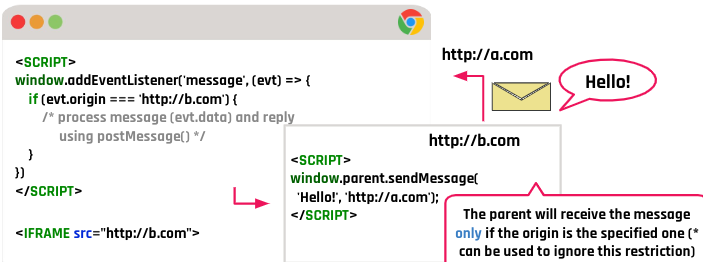 http://a.com
<SCRIPT>
window.addEventListener('message', (evt) => {
if (evt.origin === 'http://b.com') {
/* process message (evt.data) and reply
using postMessage() */
}
})
</SCRIPT>
<IFRAME src="http://b.com">
Hello!
http://b.com
<SCRIPT>
window.parent.sendMessage(
'Hello!', 'http://a.com');
</SCRIPT>
The parent will receive the message
only if the origin is the specified one (*
can be used to ignore this restriction)